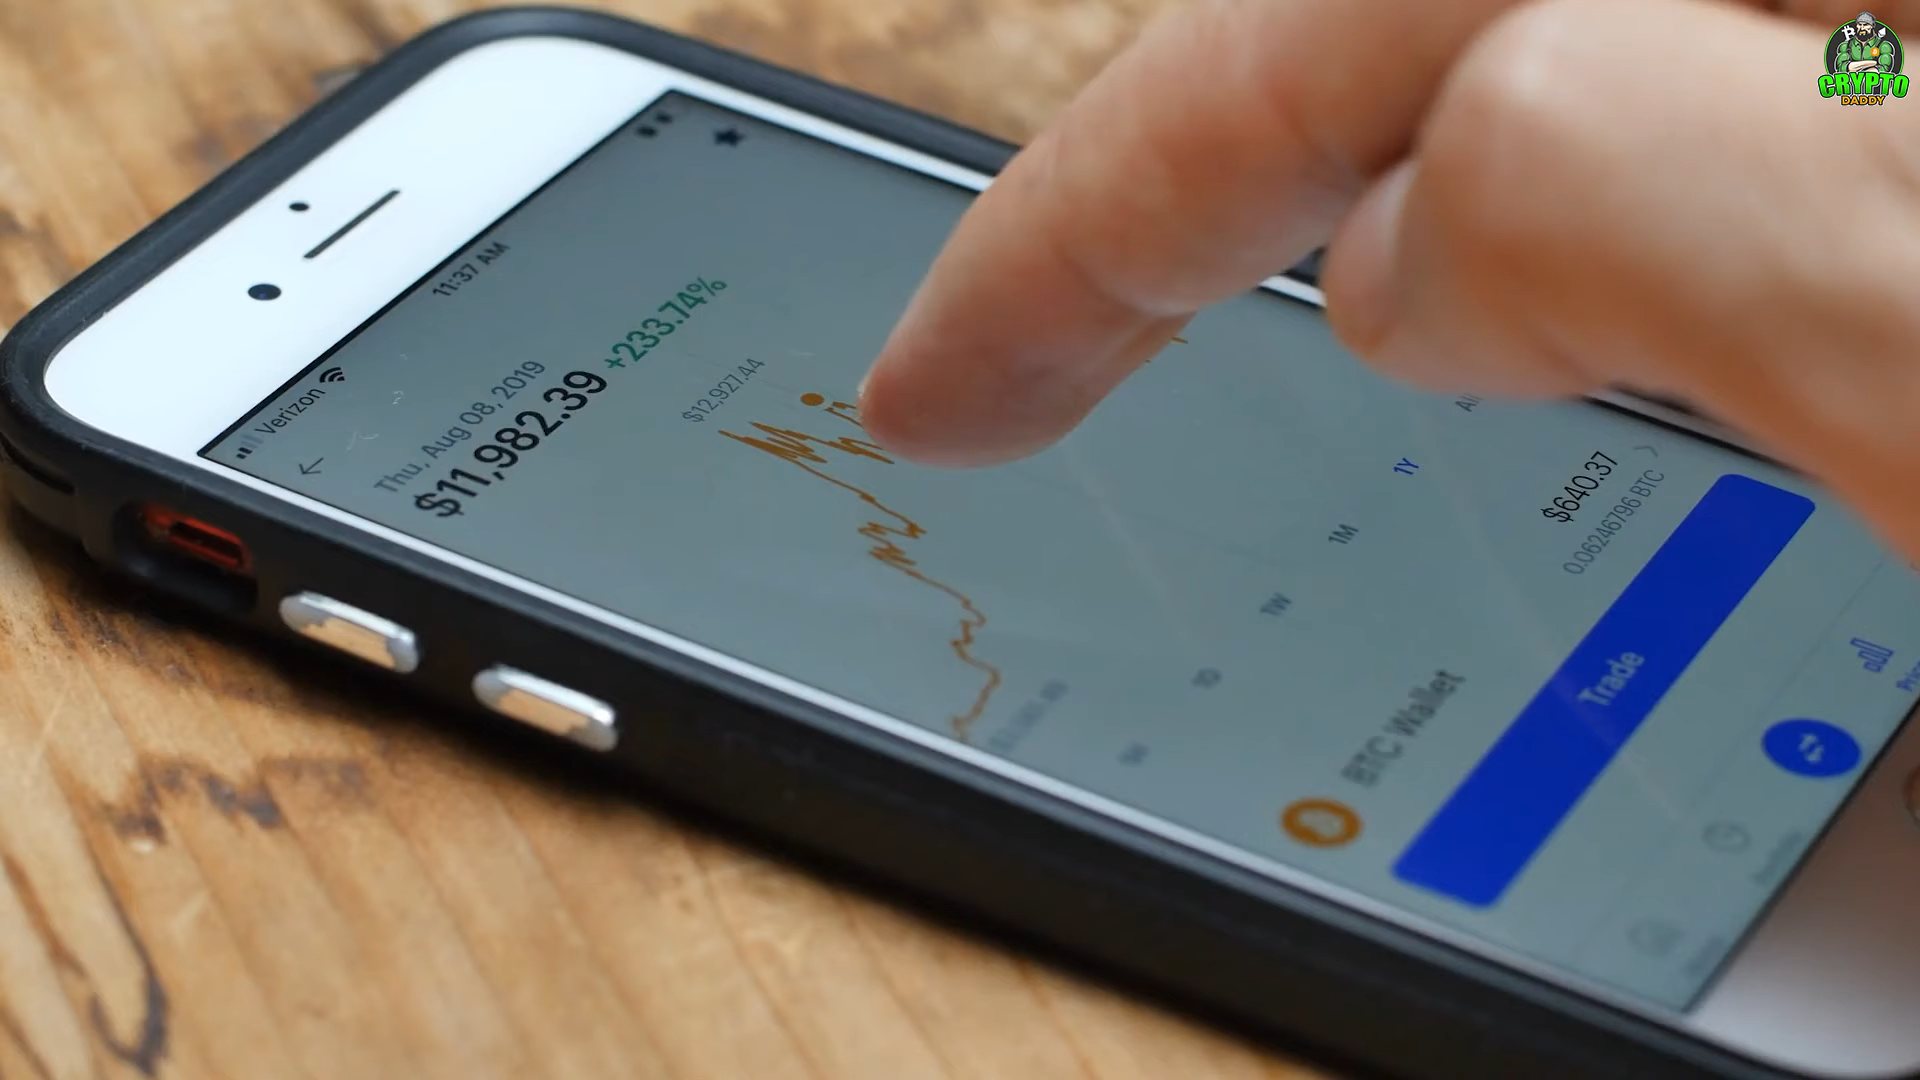 CRYPTO
DADDY
Verizon
11:37 AM
Thu, Aug 08, 2019
$11,982.39 +233.74%
$12,927.44
1D
1W
1M
1Y
BTC Wallet
$640.37
0.06246796 BTC
Trade